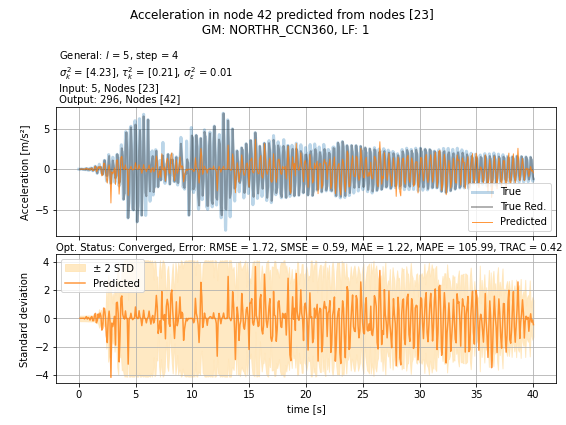 Acceleration in node 42 predicted from nodes [23]
GM: NORTHR_CCN360, LF: 1
General: l = 5, step = 4
σ²ₖ = [4.23], τ²ₖ = [0.21], σ²ε = 0.01
Input: 5, Nodes [23]
Output: 296, Nodes [42]
Acceleration [m/s²]
5
0
−5
True
True Red.
Predicted
Opt. Status: Converged, Error: RMSE = 1.72, SMSE = 0.59, MAE = 1.22, MAPE = 105.99, TRAC = 0.42
Standard deviation
4
2
0
−2
−4
± 2 STD
Predicted
0 5 10 15 20 25 30 35 40
time [s]